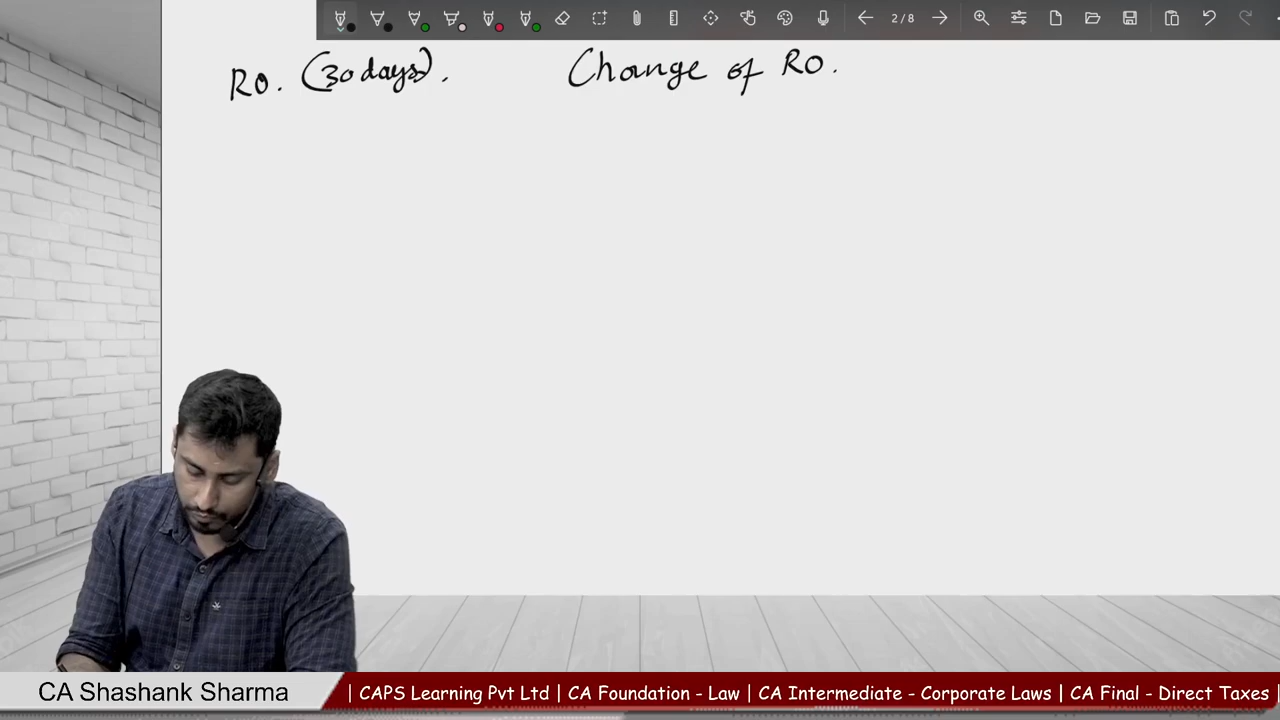 2/8
RO. (30 days). Change of RO.
CA Shashank Sharma | CAPS Learning Pvt Ltd | CA Foundation - Law | CA Intermediate - Corporate Laws | CA Final - Direct Taxes |